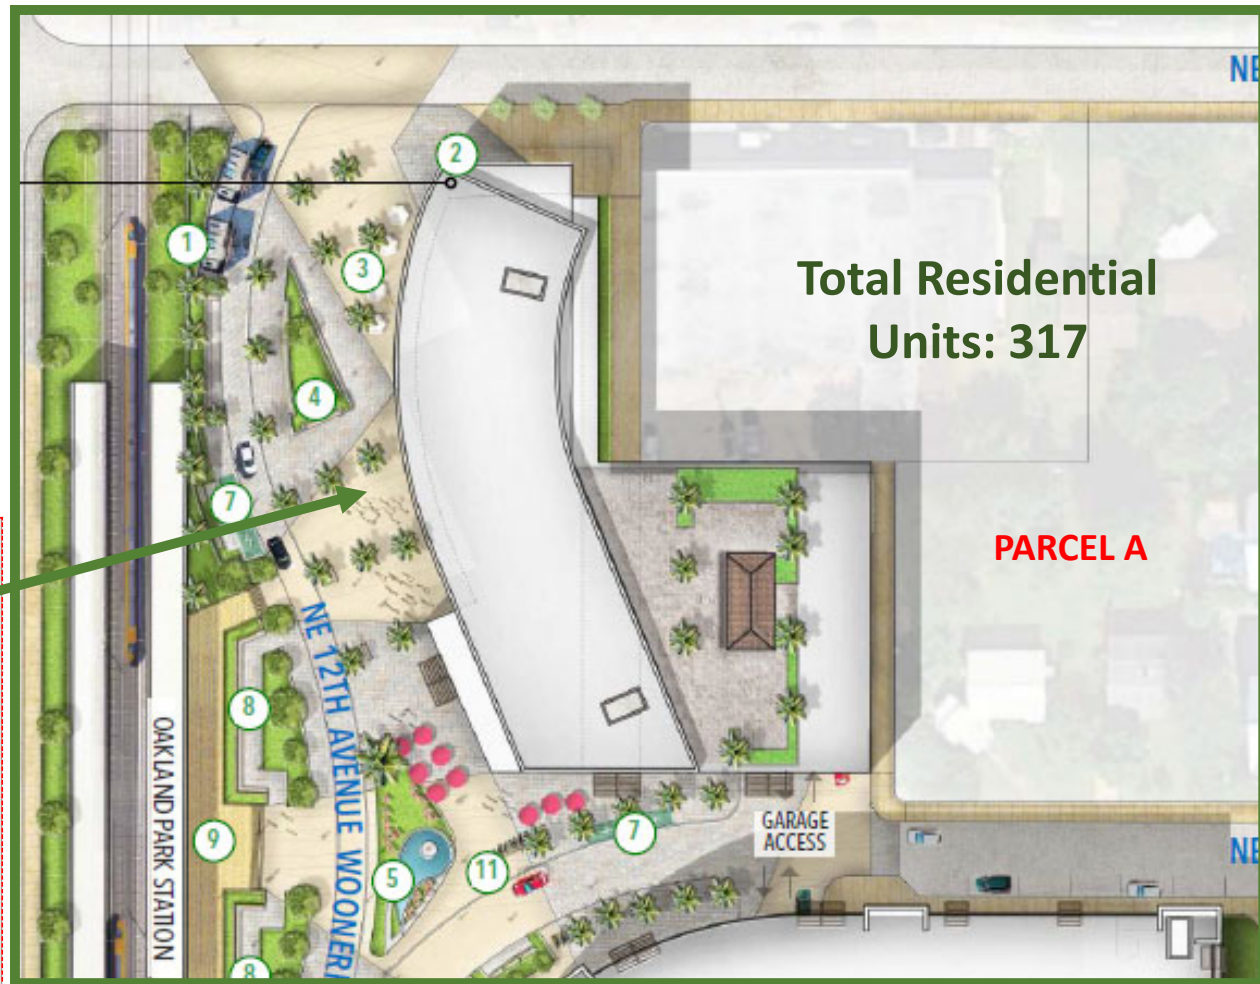 NE
2
1
3
Total Residential
Units: 317
4
7
PARCEL A
NE 12TH AVENUE WOONERF
8
OAKLAND PARK STATION
9
7
GARAGE
ACCESS
NE
11
5
8